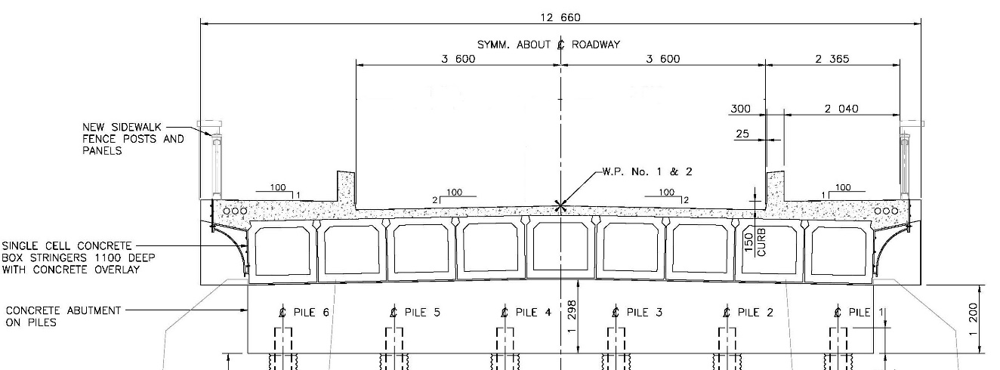 12 660
SYMM. ABOUT ℄ ROADWAY
3 600
3 600
2 365
300
2 040
25
NEW SIDEWALK
FENCE POSTS AND
PANELS
W.P. No. 1 & 2
100
1
100
2
100
2
100
1
150
CURB
SINGLE CELL CONCRETE
BOX STRINGERS 1100 DEEP
WITH CONCRETE OVERLAY
CONCRETE ABUTMENT
ON PILES
℄ PILE 6
℄ PILE 5
℄ PILE 4
1 298
℄ PILE 3
℄ PILE 2
℄ PILE 1
1 200